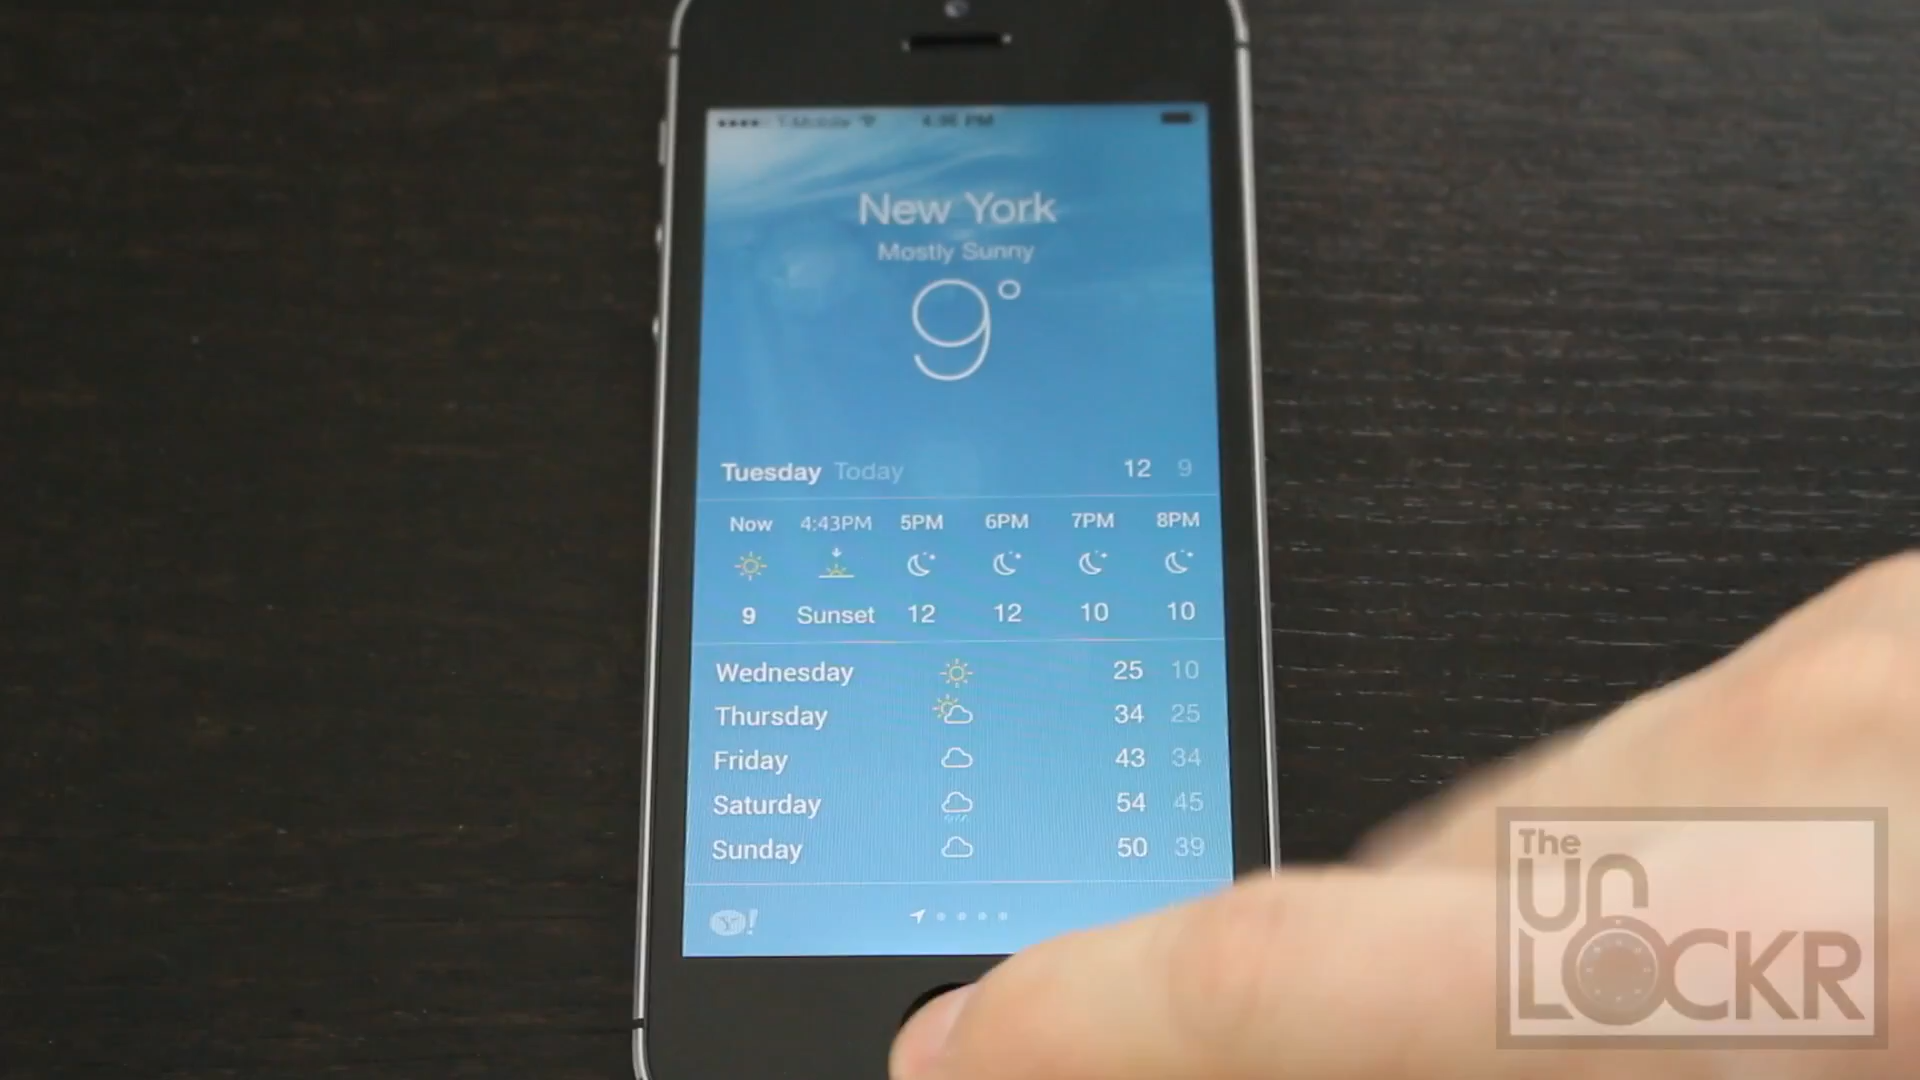 New York
Mostly Sunny
9°
Tuesday Today 12 9
Now 4:43PM 5PM 6PM 7PM 8PM
9 Sunset 12 12 10 10
Wednesday 25 10
Thursday 34 25
Friday 43 34
Saturday 54 45
Sunday 50 39
Y!
The
UN
LOCKR